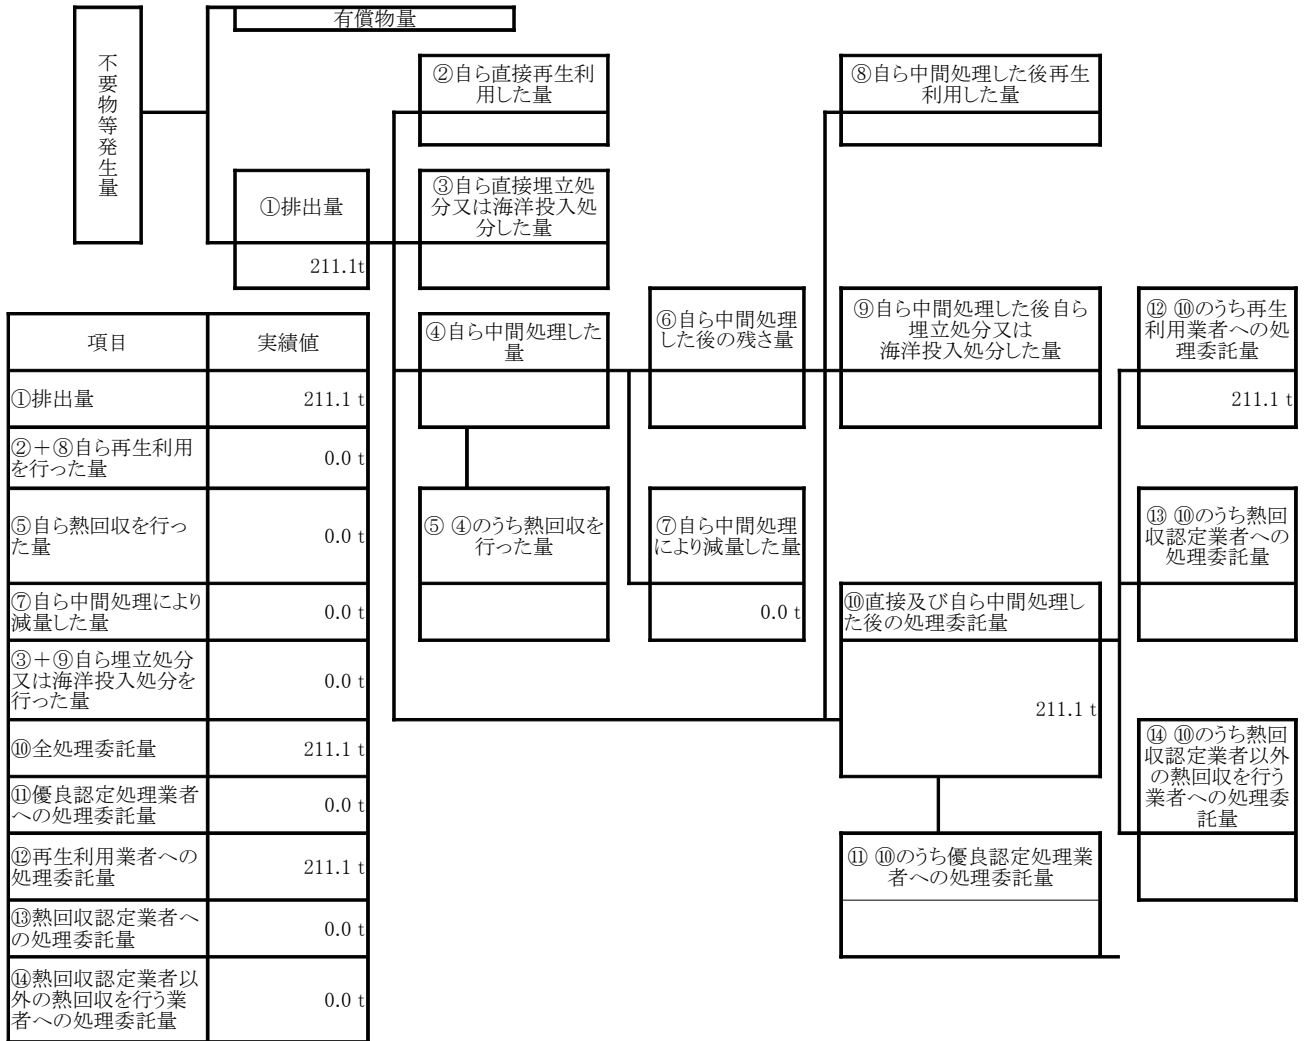 有償物量
不要物等発生量
②自ら直接再生利
用した量
⑧自ら中間処理した後再生
利用した量
①排出量
211.1t
③自ら直接埋立処
分又は海洋投入処
分した量
④自ら中間処理した
量
⑥自ら中間処理
した後の残さ量
⑨自ら中間処理した後自ら
埋立処分又は
海洋投入処分した量
⑫ ⑩のうち再生
利用業者への処
理委託量
211.1 t
⑤ ④のうち熱回収を
行った量
⑦自ら中間処理
により減量した量
0.0 t
⑬ ⑩のうち熱回
収認定業者への
処理委託量
⑩直接及び自ら中間処理し
た後の処理委託量
211.1 t
⑭ ⑩のうち熱回
収認定業者以外
の熱回収を行う
業者への処理委
託量
⑪ ⑩のうち優良認定処理業
者への処理委託量
項目 実績値
①排出量 211.1 t
②＋⑧自ら再生利用
を行った量 0.0 t
⑤自ら熱回収を行っ
た量 0.0 t
⑦自ら中間処理により
減量した量 0.0 t
③＋⑨自ら埋立処分
又は海洋投入処分を
行った量 0.0 t
⑩全処理委託量 211.1 t
⑪優良認定処理業者
への処理委託量 0.0 t
⑫再生利用業者への
処理委託量 211.1 t
⑬熱回収認定業者へ
の処理委託量 0.0 t
⑭熱回収認定業者以
外の熱回収を行う業
者への処理委託量 0.0 t